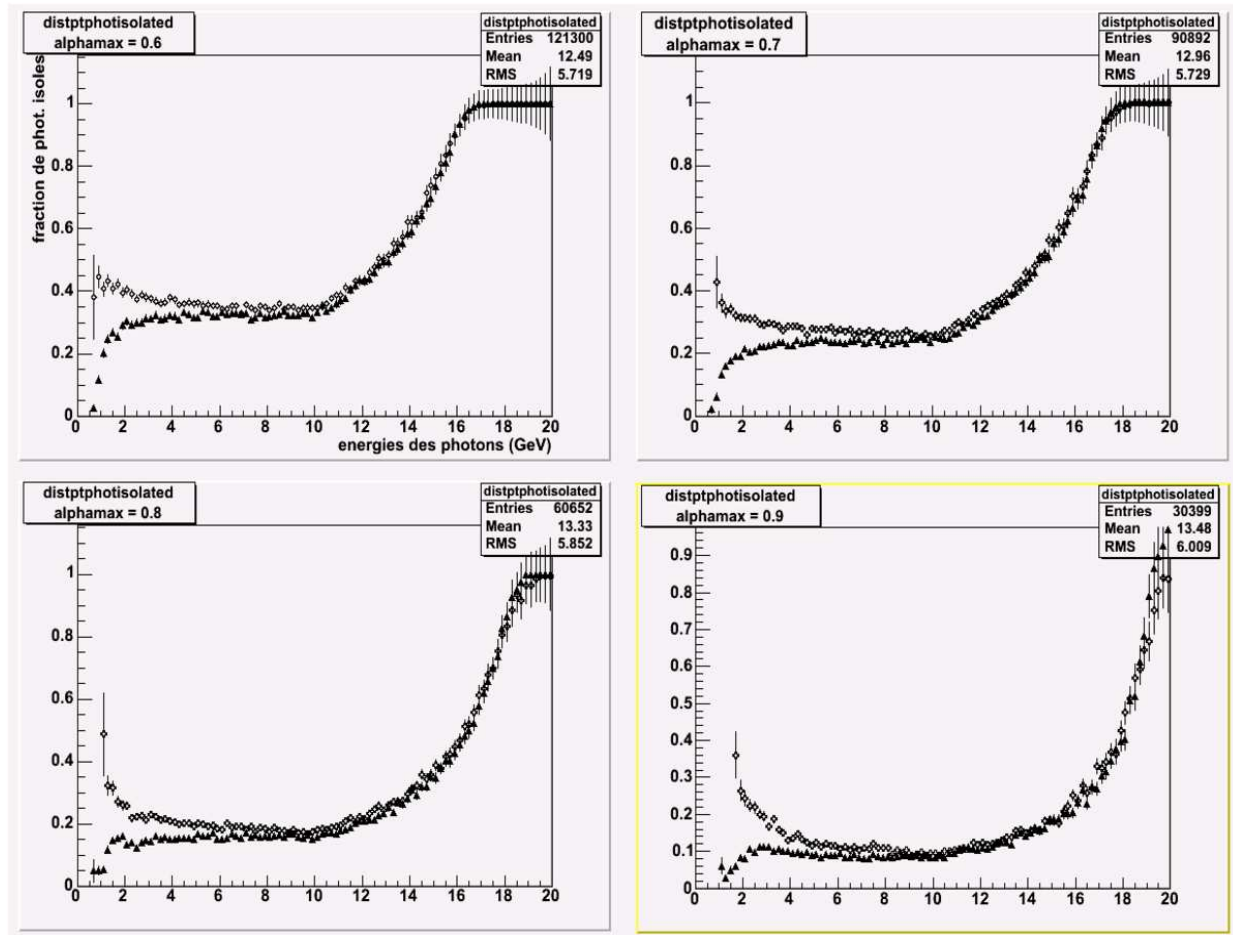 distptphotisolated
alphamax = 0.6
distptphotisolated
Entries 121300
Mean 12.49
RMS 5.719
fraction de phot. isoles
1
0.8
0.6
0.4
0.2
0
0 2 4 6 8 10 12 14 16 18 20
energies des photons (GeV)
distptphotisolated
alphamax = 0.7
distptphotisolated
Entries 90892
Mean 12.96
RMS 5.729
1
0.8
0.6
0.4
0.2
0
0 2 4 6 8 10 12 14 16 18 20
distptphotisolated
alphamax = 0.8
distptphotisolated
Entries 60652
Mean 13.33
RMS 5.852
1
0.8
0.6
0.4
0.2
0
0 2 4 6 8 10 12 14 16 18 20
distptphotisolated
alphamax = 0.9
distptphotisolated
Entries 30399
Mean 13.48
RMS 6.009
0.9
0.8
0.7
0.6
0.5
0.4
0.3
0.2
0.1
0
0 2 4 6 8 10 12 14 16 18 20